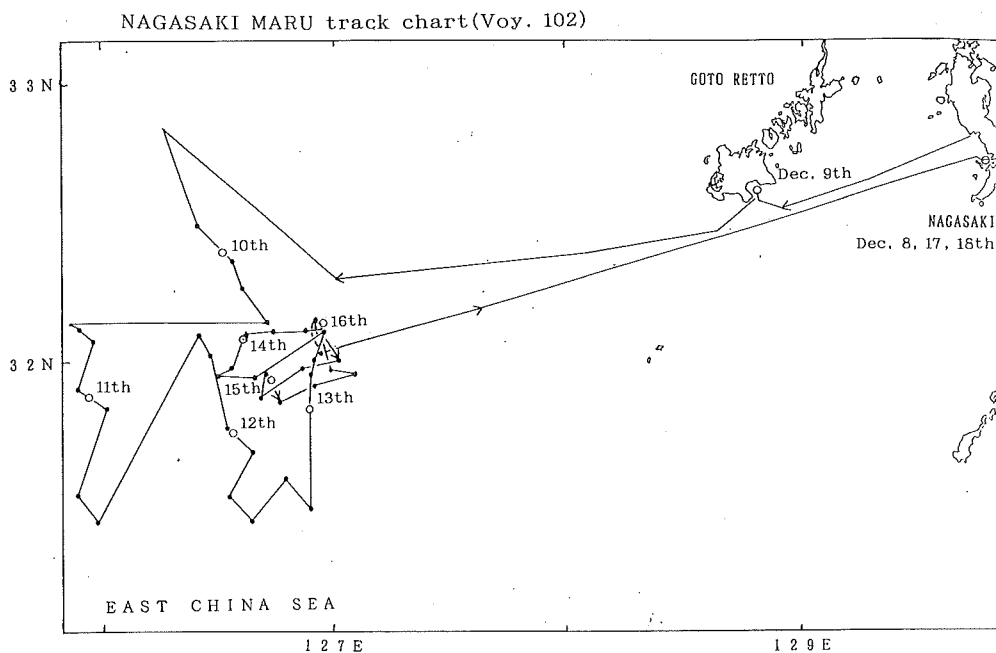 NAGASAKI MARU track chart(Voy. 102)
33N
GOTO RETTO
Dec. 9th
NAGASAKI
Dec. 8, 17, 18th
10th
16th
14th
32N
15th
11th
13th
12th
EAST CHINA SEA
127E
129E